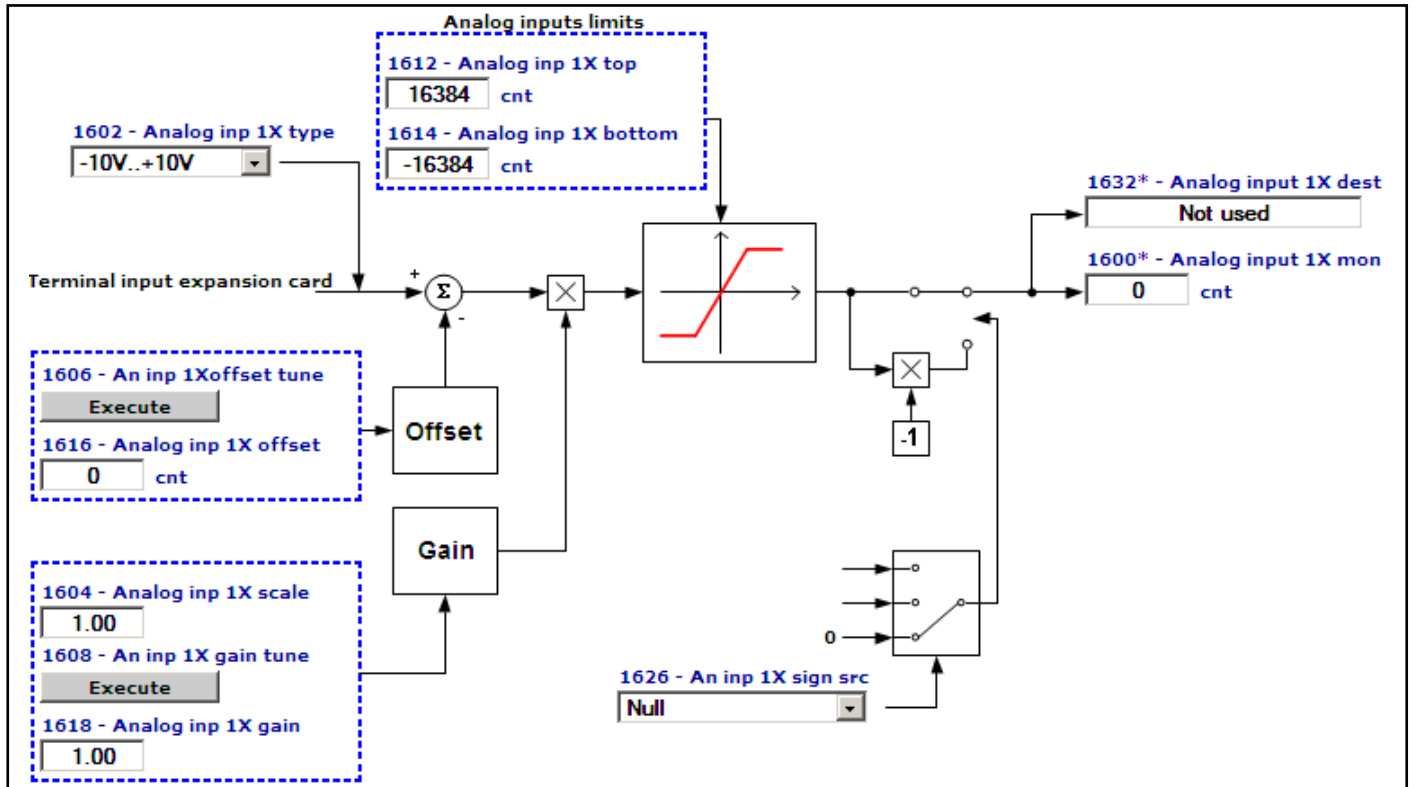 Analog inputs limits
1612 - Analog inp 1X top
16384 cnt
1614 - Analog inp 1X bottom
-16384 cnt
1602 - Analog inp 1X type
-10V..+10V
1632* - Analog input 1X dest
Not used
1600* - Analog input 1X mon
0 cnt
Terminal input expansion card
+
Σ
-
1606 - An inp 1Xoffset tune
Execute
1616 - Analog inp 1X offset
0 cnt
Offset
-1
Gain
1604 - Analog inp 1X scale
1.00
1608 - An inp 1X gain tune
Execute
1618 - Analog inp 1X gain
1.00
0
1626 - An inp 1X sign src
Null